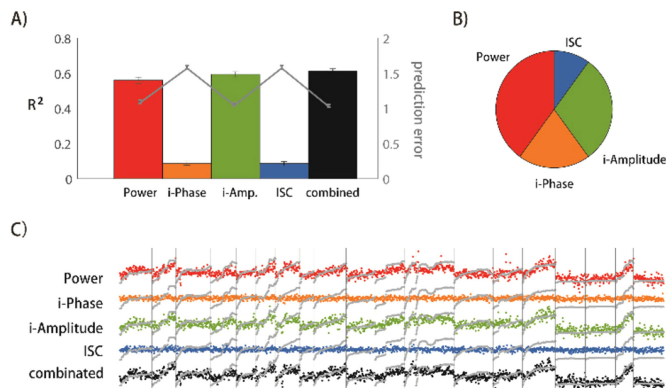 A)
0.8
0.6
0.4
0.2
0
R²
2
1.5
1
0.5
0
prediction error
Power i-Phase i-Amp. ISC combined
B)
Power
ISC
i-Amplitude
i-Phase
C)
Power
i-Phase
i-Amplitude
ISC
combinated